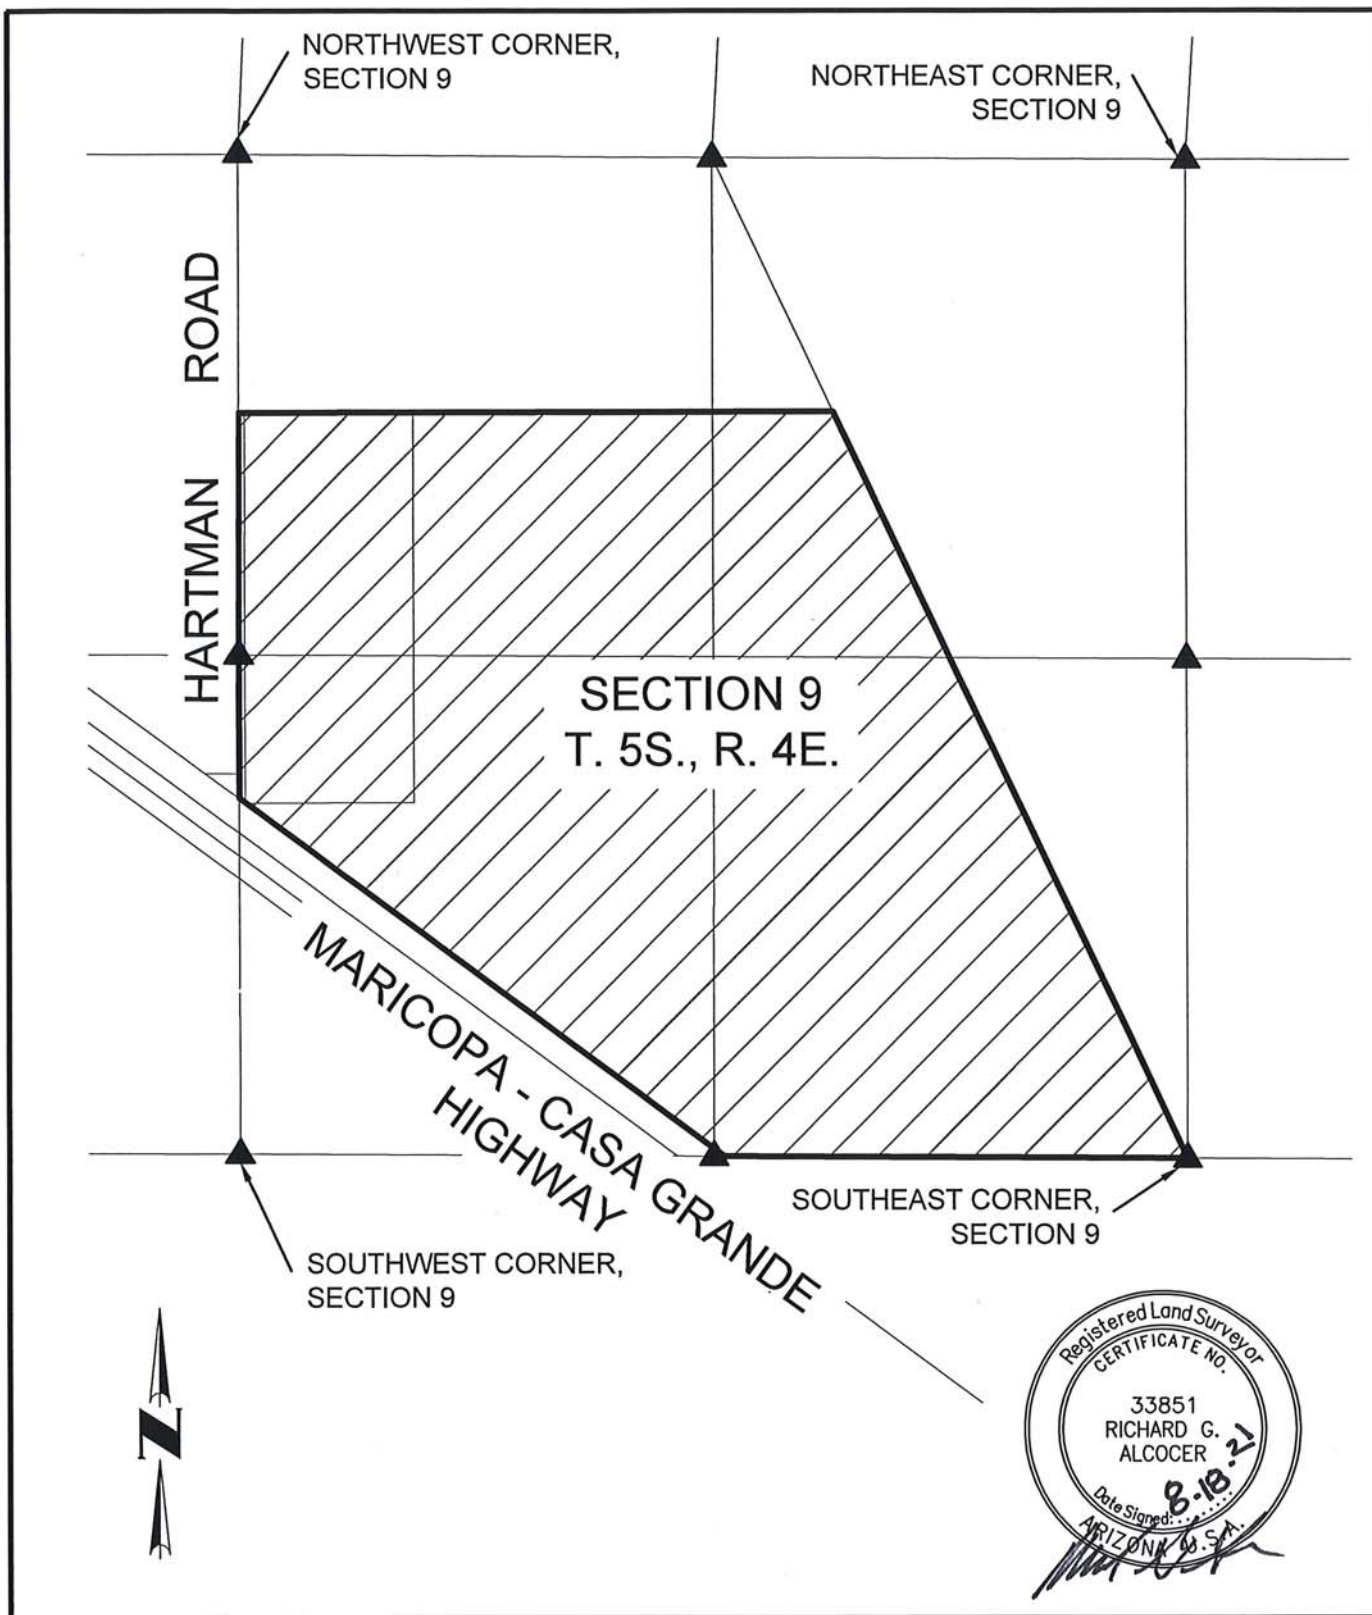 NORTHWEST CORNER,
SECTION 9
NORTHEAST CORNER,
SECTION 9
HARTMAN ROAD
SECTION 9
T. 5S., R. 4E.
MARICOPA - CASA GRANDE
HIGHWAY
SOUTHEAST CORNER,
SECTION 9
SOUTHWEST CORNER,
SECTION 9
N
Registered Land Surveyor
CERTIFICATE NO.
33851
RICHARD G.
ALCOCER
8-18-21
Date Signed:........
ARIZONA U.S.A.